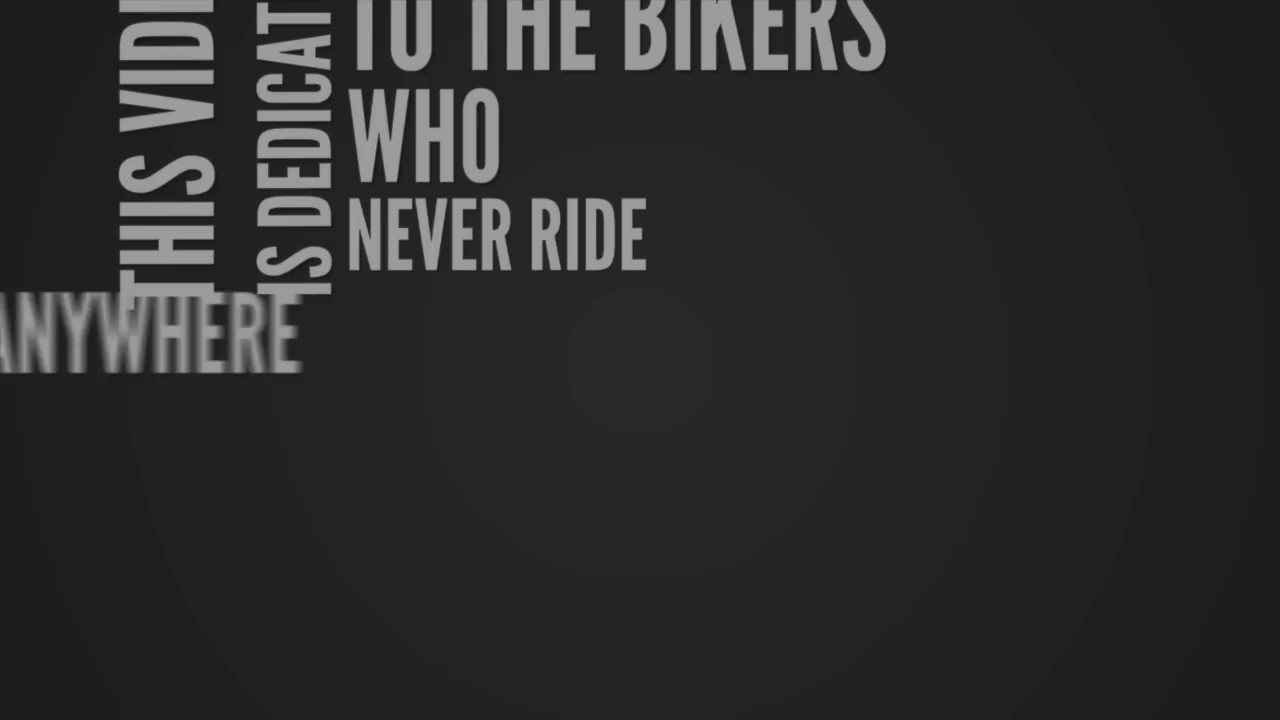 THIS VID
IS DEDICAT
TO THE BIKERS
WHO
NEVER RIDE
ANYWHERE